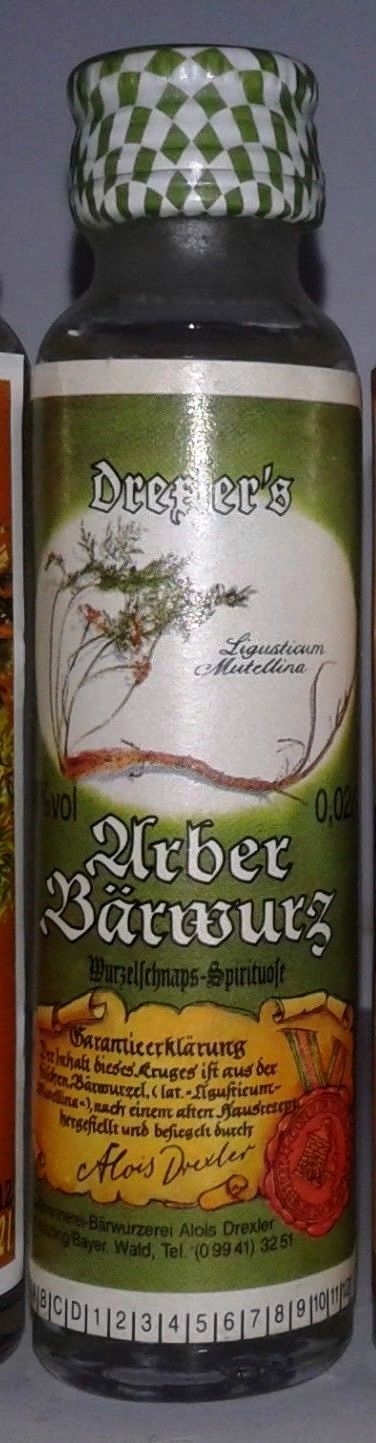 Drexler's
Ligusticum
Mutellina
vol 0,02
Arber
Bärwurz
Wurzelschnaps-Spirituose
Garantieerklärung
Der Inhalt dieses Kruges ist aus der
Bärwurzel, (lat. »Ligusticum-
Mutellina«), nach einem alten Hausrezept
hergestellt und besiegelt durch
Alois Drexler
-Bärwurzerei Alois Drexler
/Bayer. Wald, Tel. (0 99 41) 32 51
B C D 1 2 3 4 5 6 7 8 9 10 11 12